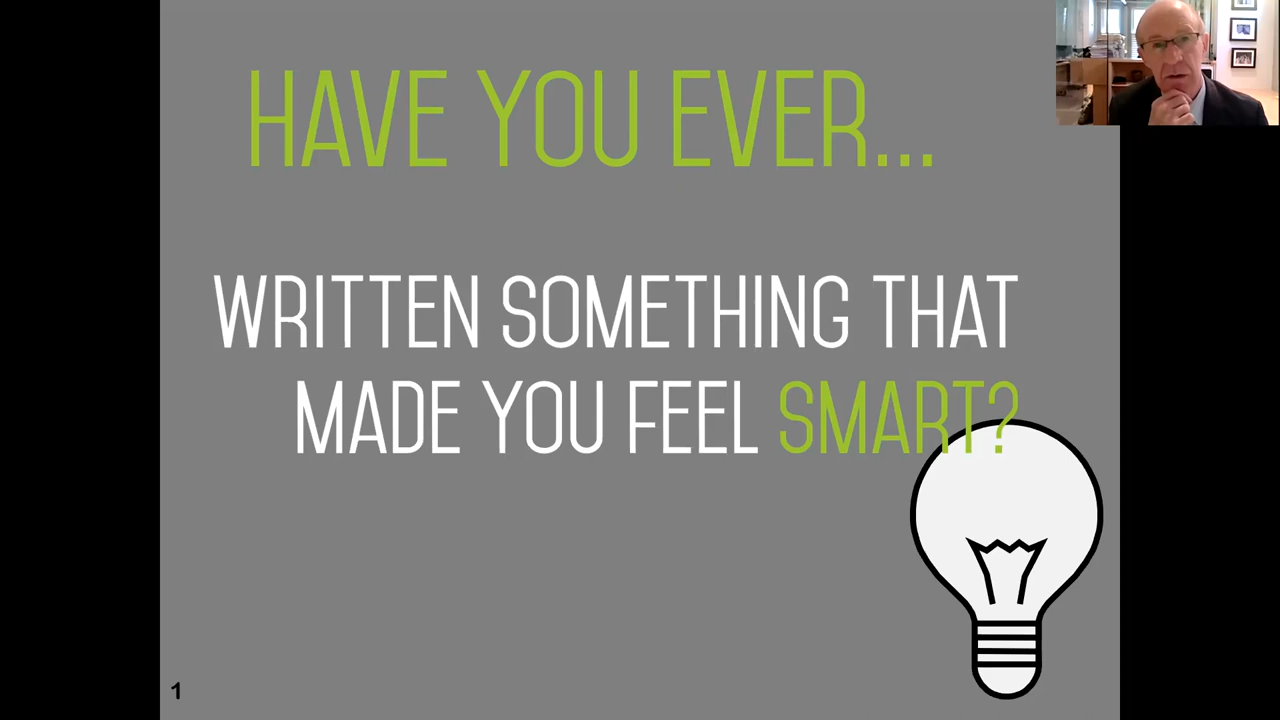 HAVE YOU EVER...
WRITTEN SOMETHING THAT
MADE YOU FEEL SMART?
1